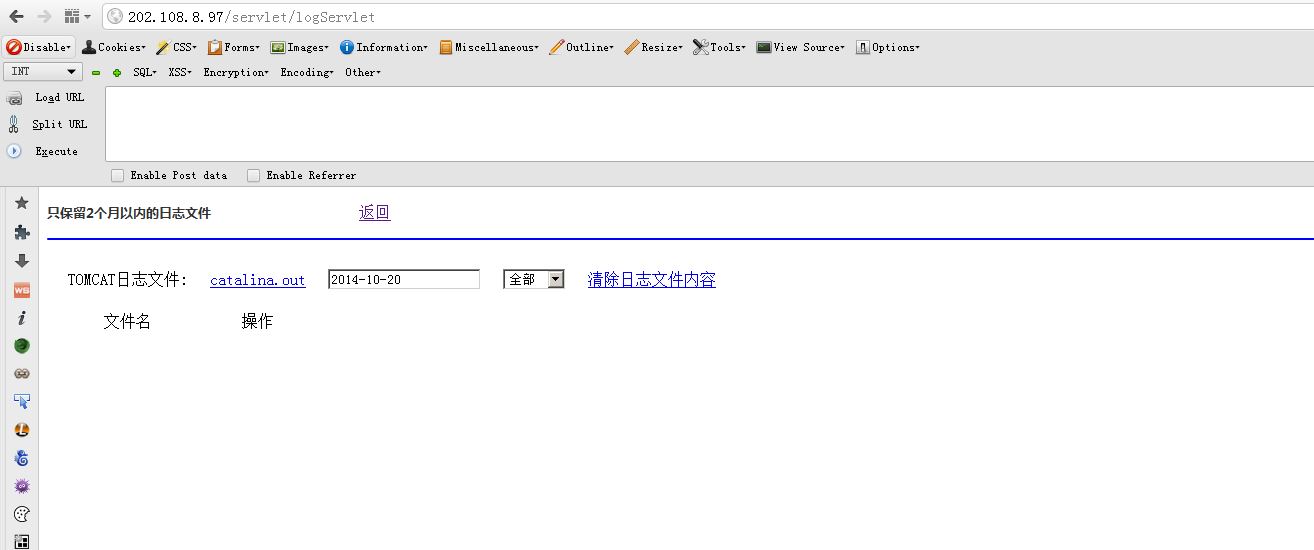 202.108.8.97/servlet/logServlet
Disable Cookies CSS Forms Images Information Miscellaneous Outline Resize Tools View Source Options
INT SQL XSS Encryption Encoding Other
Load URL
Split URL
Execute
Enable Post data Enable Referrer
只保留2个月以内的日志文件 返回
TOMCAT日志文件: catalina.out 2014-10-20 全部 清除日志文件内容
文件名 操作